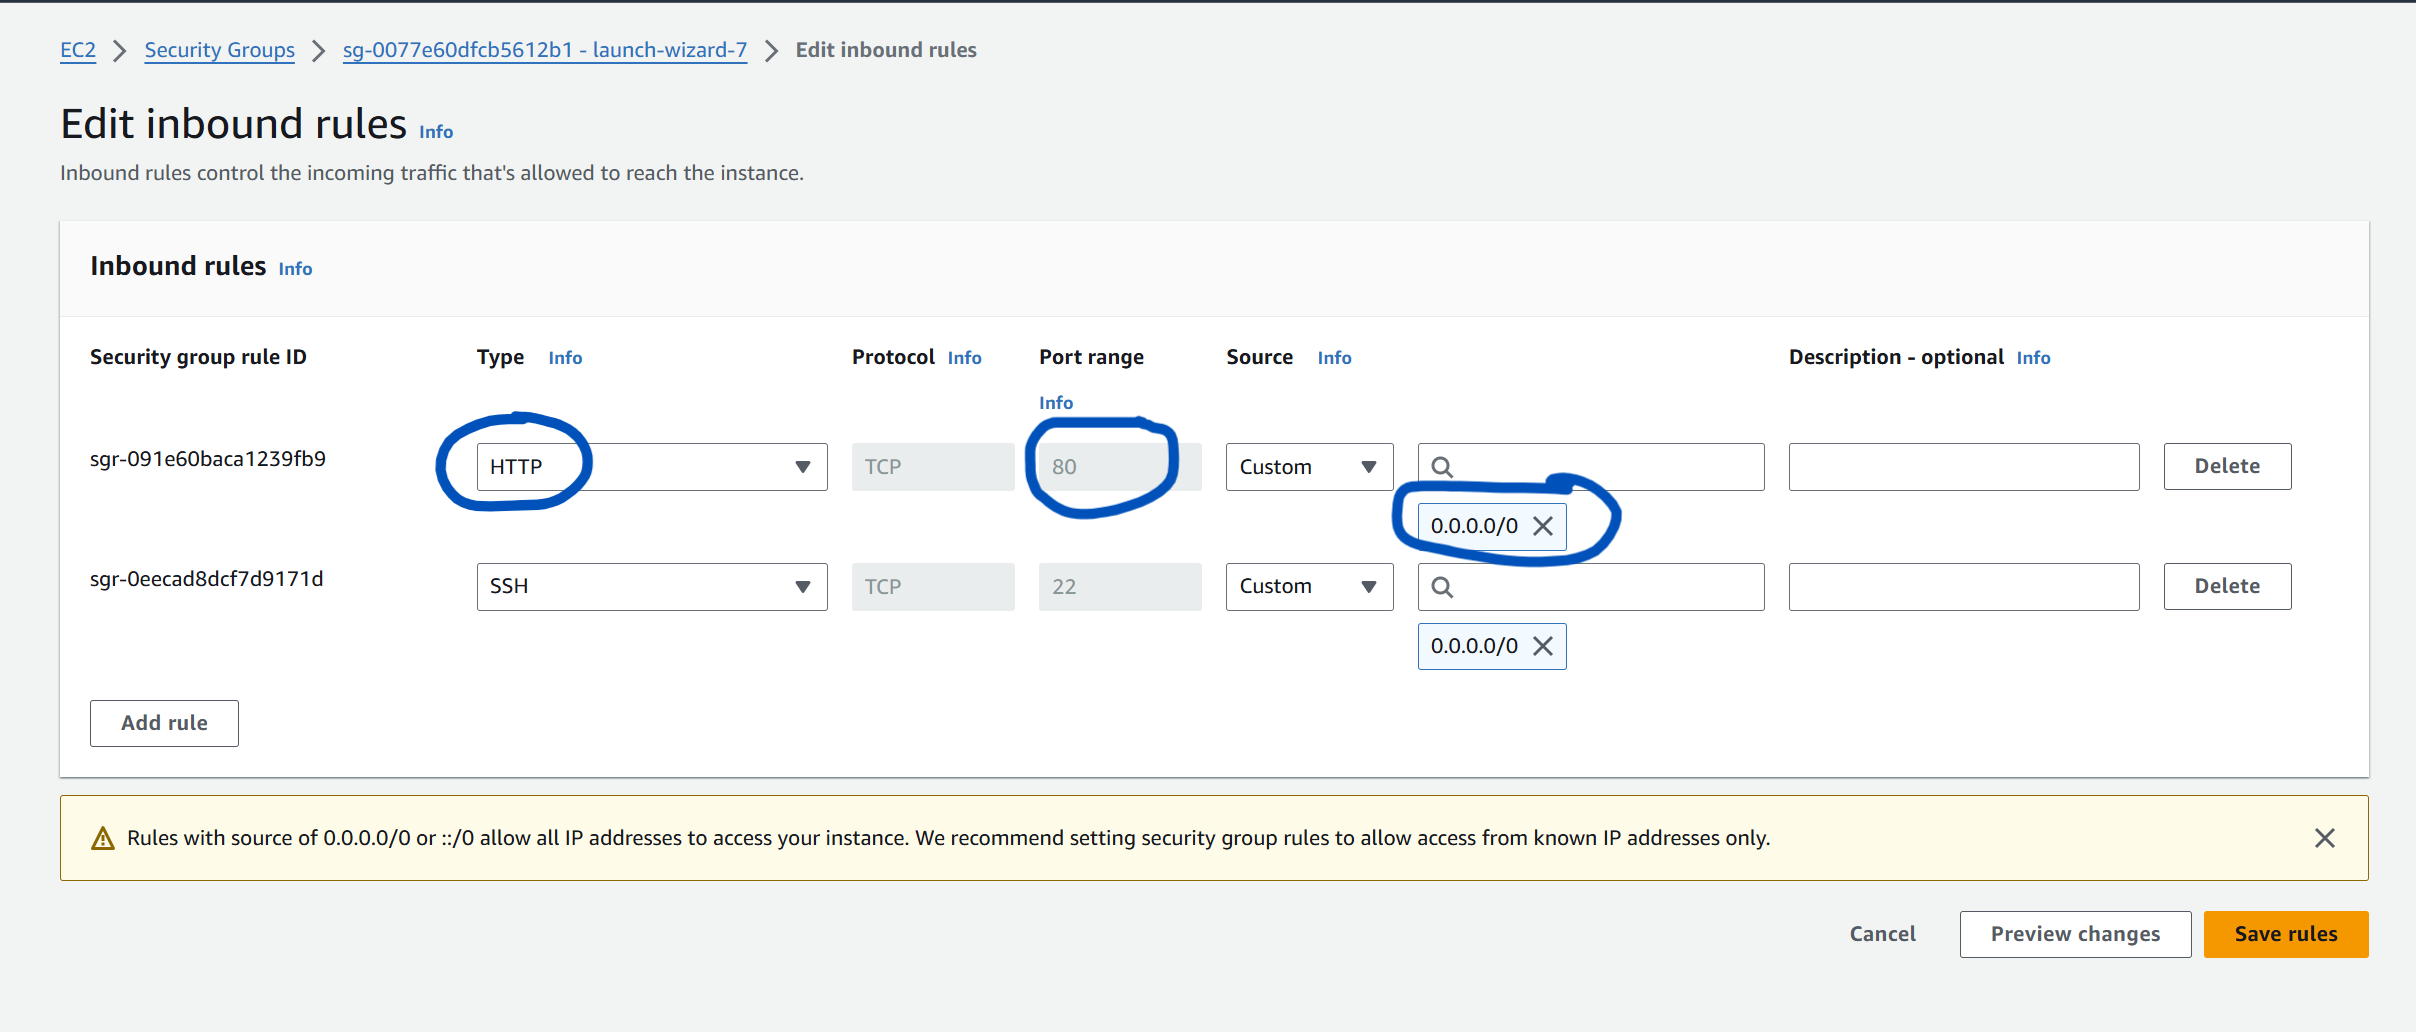 EC2 > Security Groups > sg-0077e60dfcb5612b1 - launch-wizard-7 > Edit inbound rules
Edit inbound rules Info
Inbound rules control the incoming traffic that's allowed to reach the instance.
Inbound rules Info
Security group rule ID Type Info Protocol Info Port range Info Source Info Description - optional Info
sgr-091e60baca1239fb9 HTTP TCP 80 Custom Delete
0.0.0.0/0
sgr-0eecad8dcf7d9171d SSH TCP 22 Custom Delete
0.0.0.0/0
Add rule
Rules with source of 0.0.0.0/0 or ::/0 allow all IP addresses to access your instance. We recommend setting security group rules to allow access from known IP addresses only.
Cancel Preview changes Save rules